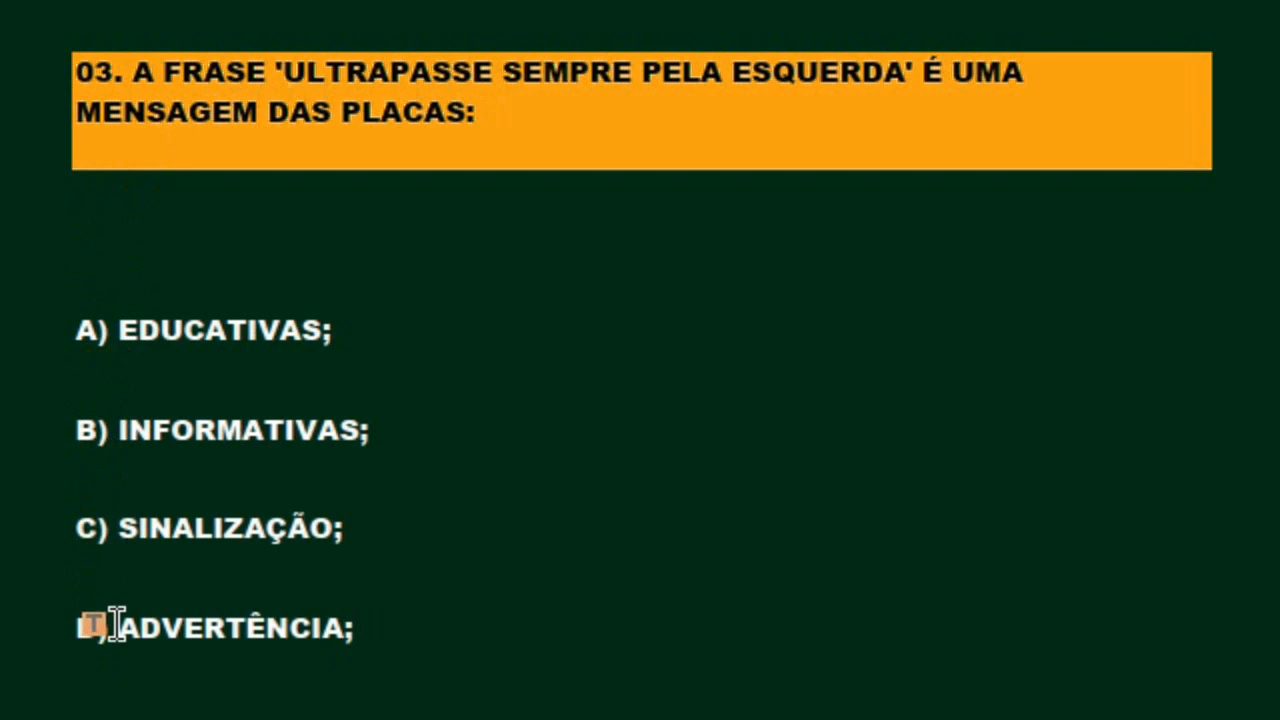 03. A FRASE 'ULTRAPASSE SEMPRE PELA ESQUERDA' É UMA
MENSAGEM DAS PLACAS:
A) EDUCATIVAS;
B) INFORMATIVAS;
C) SINALIZAÇÃO;
ADVERTÊNCIA;